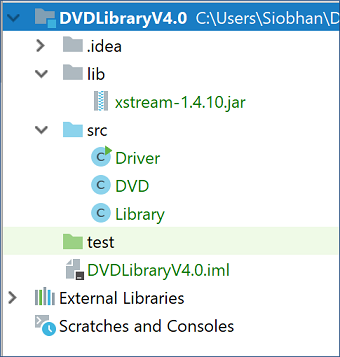 DVDLibraryV4.0 C:\Users\Siobhan\D
.idea
lib
xstream-1.4.10.jar
src
Driver
DVD
Library
test
DVDLibraryV4.0.iml
External Libraries
Scratches and Consoles